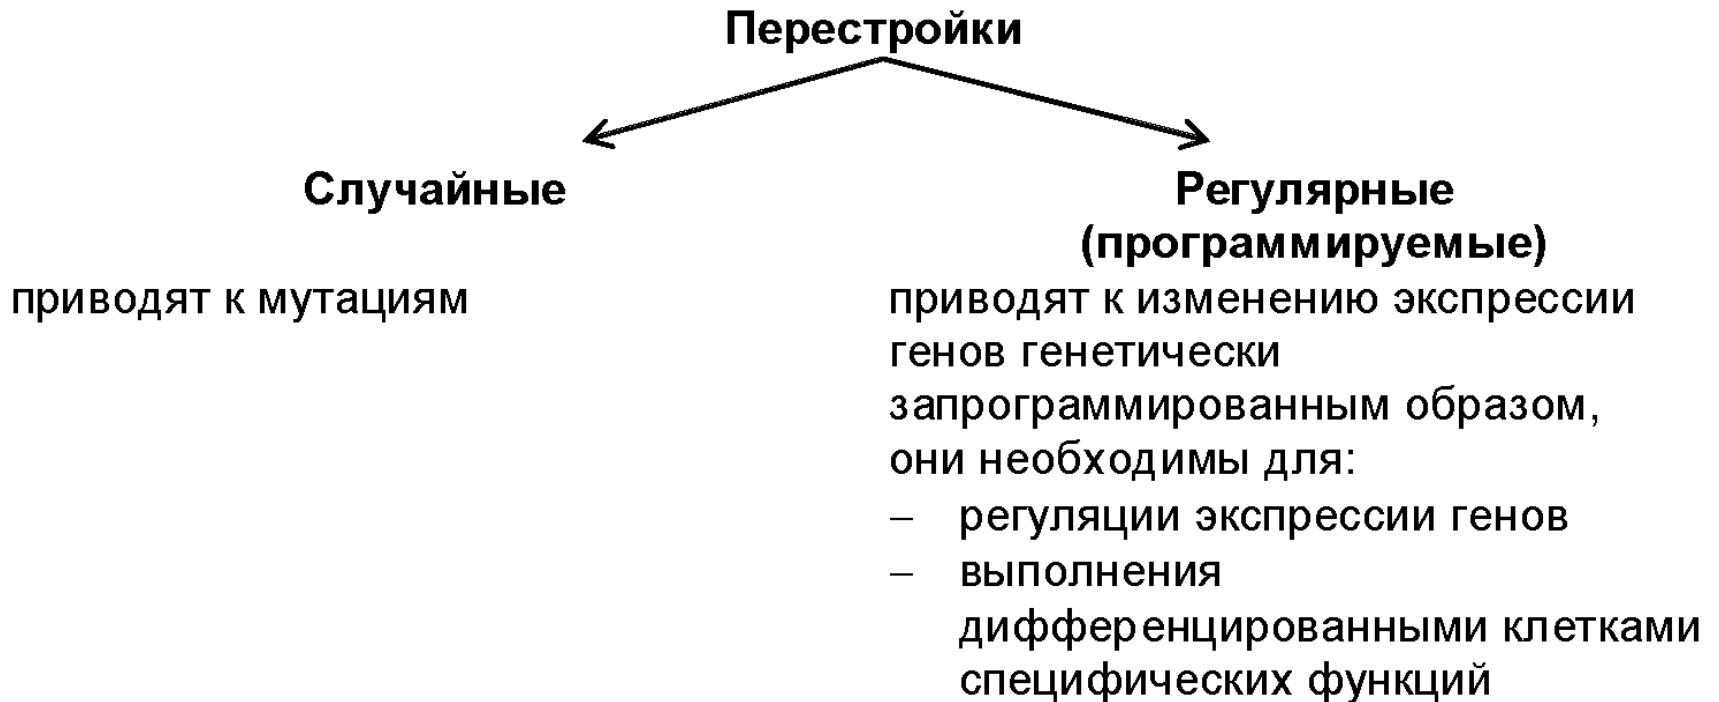 Перестройки
Случайные
приводят к мутациям
Регулярные
(программируемые)
приводят к изменению экспрессии
генов генетически
запрограммированным образом,
они необходимы для:
– регуляции экспрессии генов
– выполнения
дифференцированными клетками
специфических функций